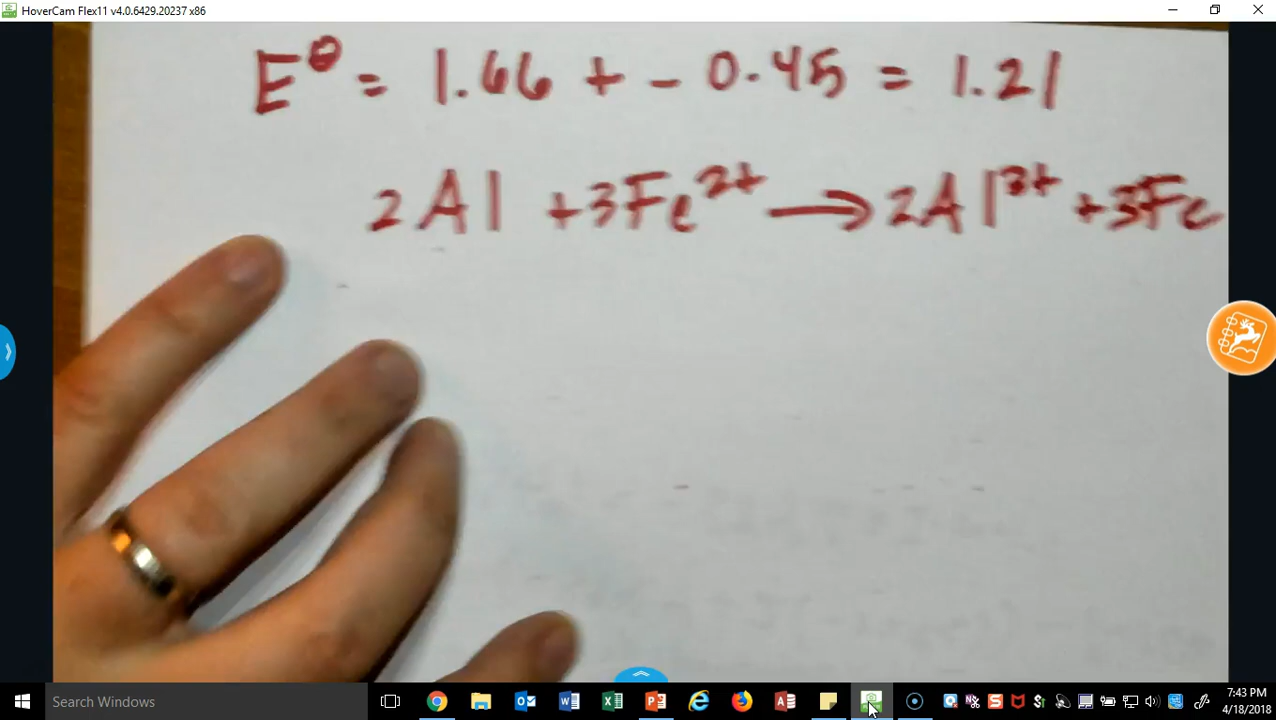 HoverCam Flex11 v4.0.6429.20237 x86
E⊖ = 1.66 + - 0.45 = 1.21
2Al + 3Fe2+ → 2Al3+ + 3Fe
Search Windows
7:43 PM
4/18/2018